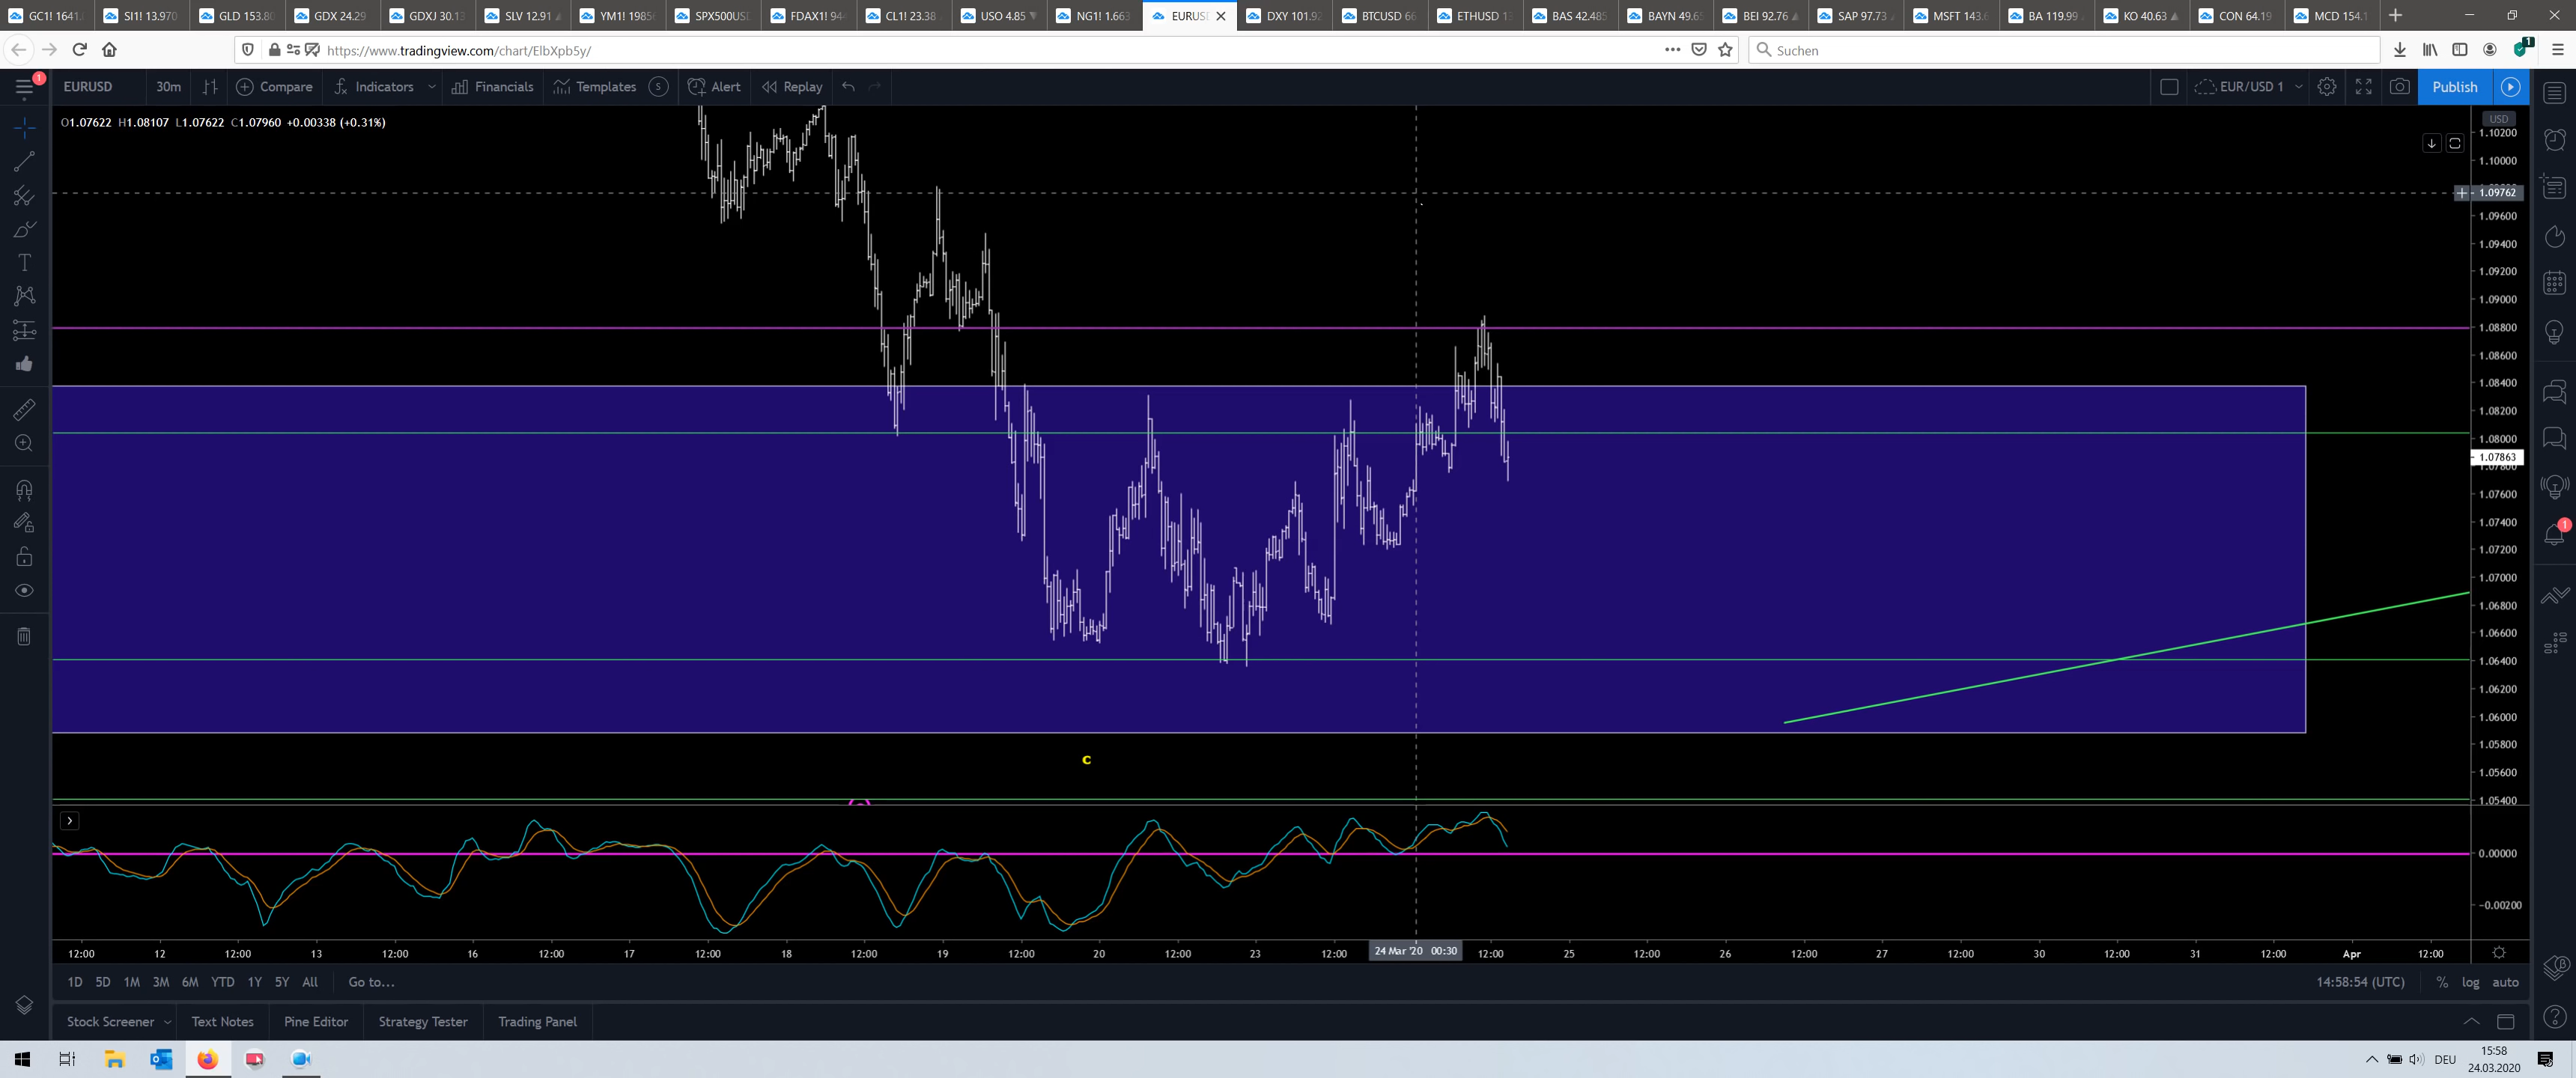 GC1! 1641. SI1! 13.970 GLD 153.80 GDX 24.29 GDXJ 30.13 SLV 12.91 YM1! 1985 SPX500US FDAX1! 944 CL1! 23.38 USO 4.85 NG1! 1.663 EURUS DXY 101.92 BTCUSD 66 ETHUSD 13 BAS 42.485 BAYN 49.65 BEI 92.76 SAP 97.73 MSFT 143.6 BA 119.99 KO 40.63 CON 64.19 MCD 154.1
https://www.tradingview.com/chart/ElbXpb5y/ Suchen
1 EURUSD 30m Compare Indicators Financials Templates S Alert Replay EUR/USD 1 Publish
O1.07622 H1.08107 L1.07622 C1.07960 +0.00338 (+0.31%)
USD
1.10200
1.10000
1.09762
1.09600
1.09400
1.09200
1.09000
1.08800
1.08600
1.08400
1.08200
1.08000
1.07863
1.07800
1.07600
1.07400
1.07200
1.07000
1.06800
1.06600
1.06400
1.06200
1.06000
1.05800
C
1.05600
1.05400
0.00000
-0.00200
12:00 12 12:00 13 12:00 16 12:00 17 12:00 18 12:00 19 12:00 20 12:00 23 12:00 24 Mar '20 00:30 12:00 25 12:00 26 12:00 27 12:00 30 12:00 31 12:00 Apr 12:00
1D 5D 1M 3M 6M YTD 1Y 5Y All Go to... 14:58:54 (UTC) % log auto
Stock Screener Text Notes Pine Editor Strategy Tester Trading Panel
DEU 15:58
24.03.2020